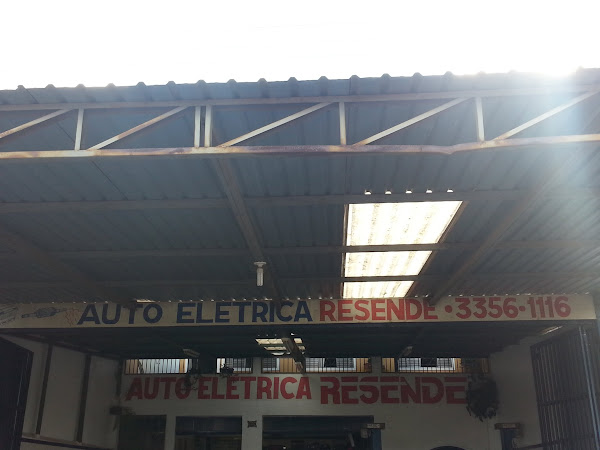 AUTO ELETRICA RESENDE • 3356-1116
AUTO ELETRICA RESENDE